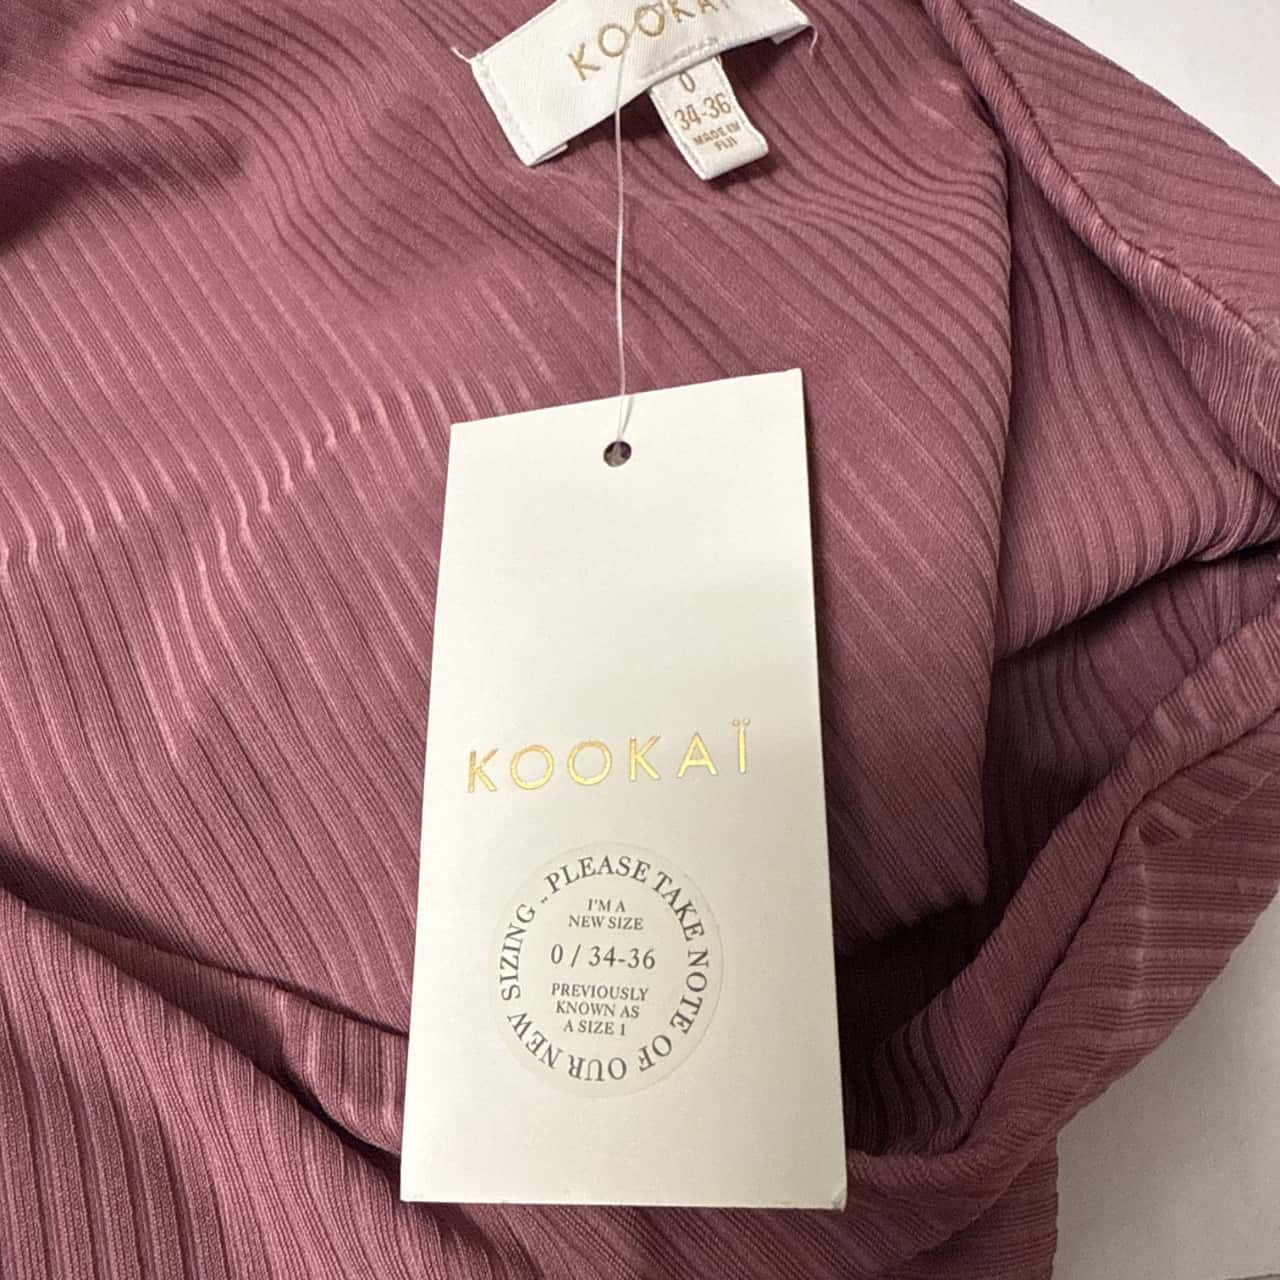 KOOKAÏ
0
34-36
MADE IN
FIJI
KOOKAÏ
PLEASE TAKE NOTE OF OUR NEW SIZING ..
I'M A
NEW SIZE
0 / 34-36
PREVIOUSLY
KNOWN AS
A SIZE 1